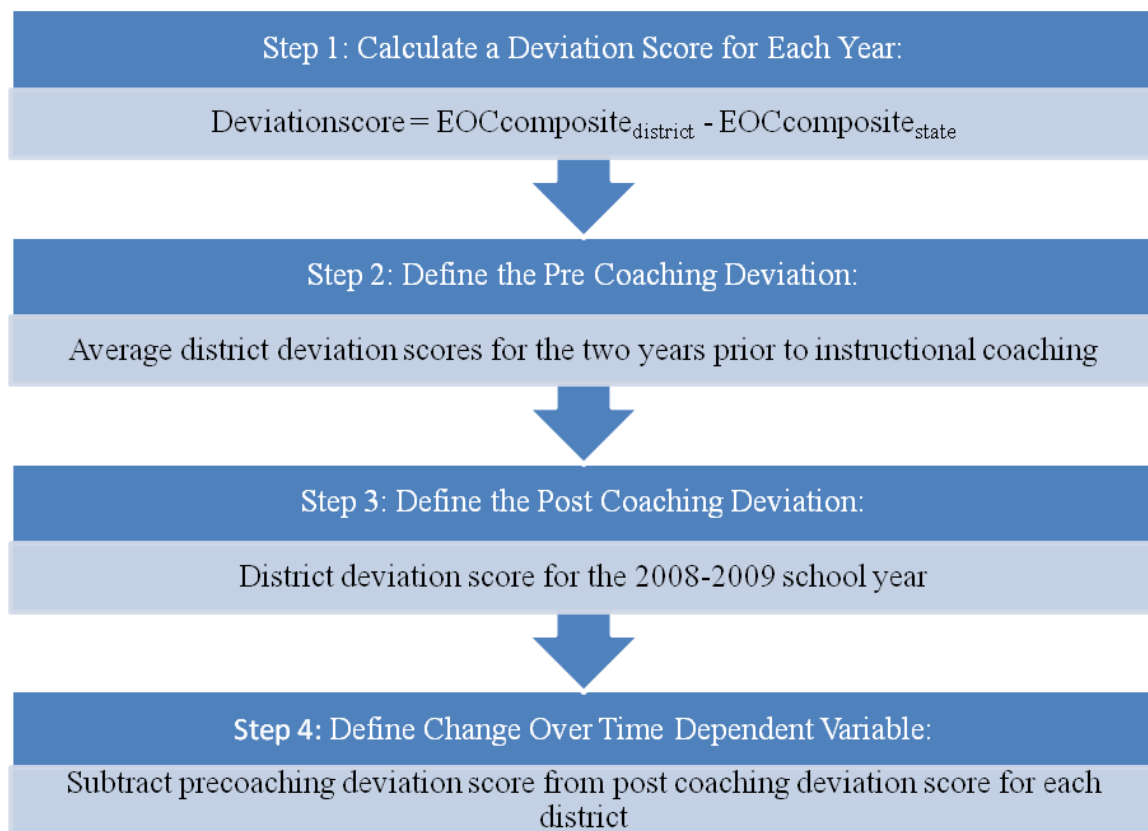 Step 1: Calculate a Deviation Score for Each Year:
Deviationscore = EOCcomposite_district - EOCcomposite_state
Step 2: Define the Pre Coaching Deviation:
Average district deviation scores for the two years prior to instructional coaching
Step 3: Define the Post Coaching Deviation:
District deviation score for the 2008-2009 school year
Step 4: Define Change Over Time Dependent Variable:
Subtract precoaching deviation score from post coaching deviation score for each
district